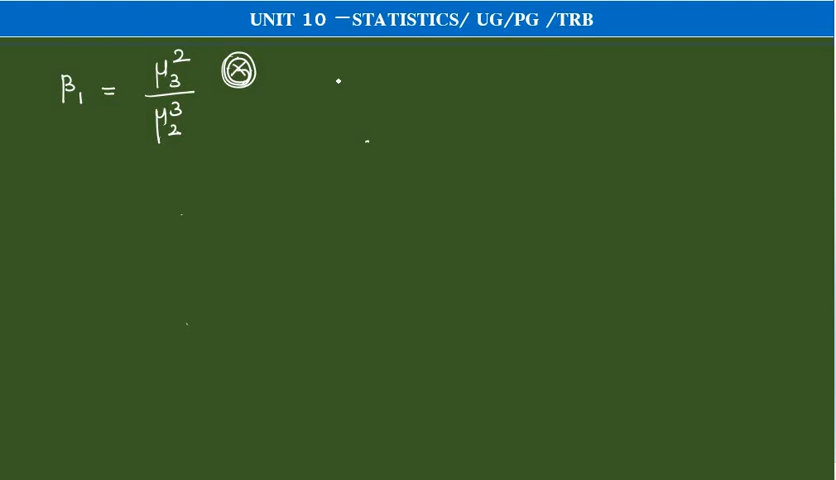 UNIT 10 –STATISTICS/ UG/PG /TRB
β₁ = μ₃² / μ₂³ ⊗